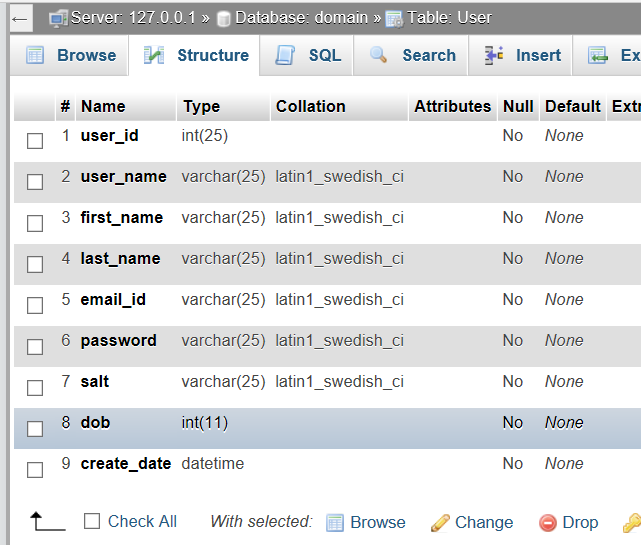 ← Server: 127.0.0.1 » Database: domain » Table: User
Browse Structure SQL Search Insert Ex
# Name Type Collation Attributes Null Default Extr
1 user_id int(25) No None
2 user_name varchar(25) latin1_swedish_ci No None
3 first_name varchar(25) latin1_swedish_ci No None
4 last_name varchar(25) latin1_swedish_ci No None
5 email_id varchar(25) latin1_swedish_ci No None
6 password varchar(25) latin1_swedish_ci No None
7 salt varchar(25) latin1_swedish_ci No None
8 dob int(11) No None
9 create_date datetime No None
Check All With selected: Browse Change Drop